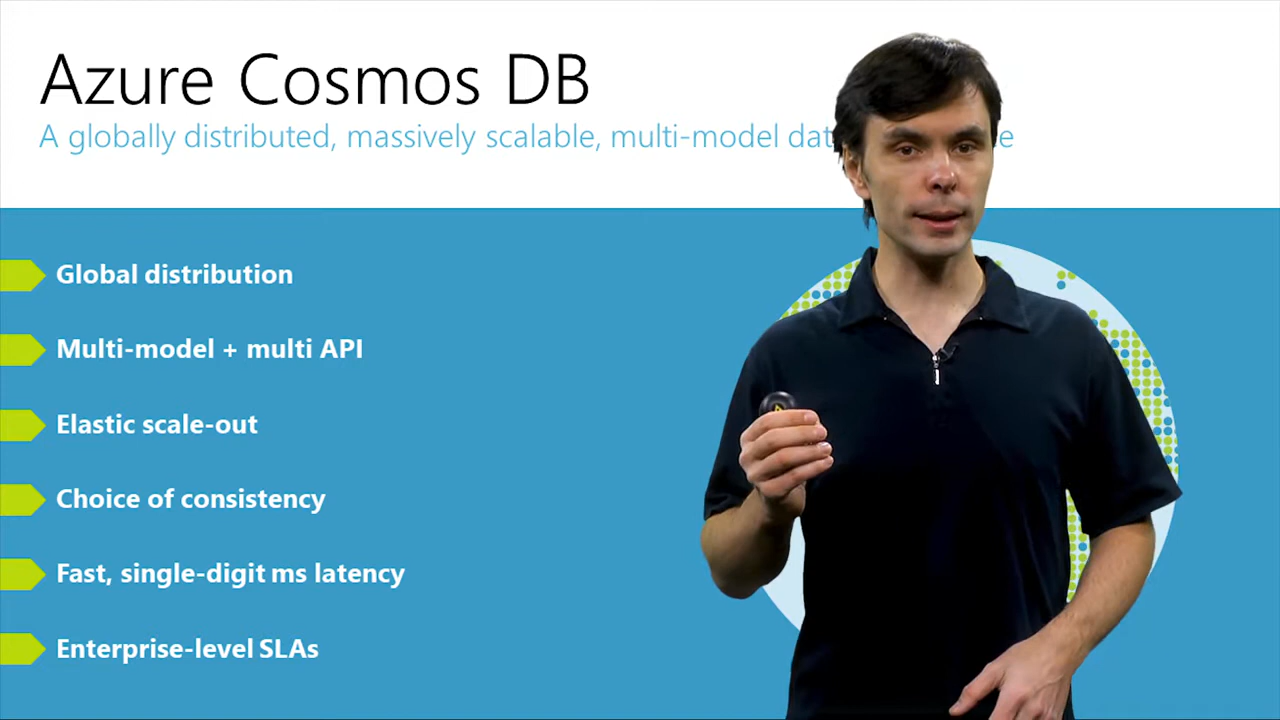 Azure Cosmos DB
A globally distributed, massively scalable, multi-model
Global distribution
Multi-model + multi API
Elastic scale-out
Choice of consistency
Fast, single-digit ms latency
Enterprise-level SLAs